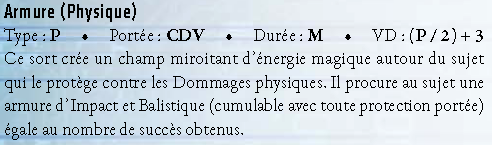 Armure (Physique)
Type : P ⬥ Portée : CDV ⬥ Durée : M ⬥ VD : (P / 2) + 3
Ce sort crée un champ miroitant d'énergie magique autour du sujet
qui le protège contre les Dommages physiques. Il procure au sujet une
armure d'Impact et Balistique (cumulable avec toute protection portée)
égale au nombre de succès obtenus.